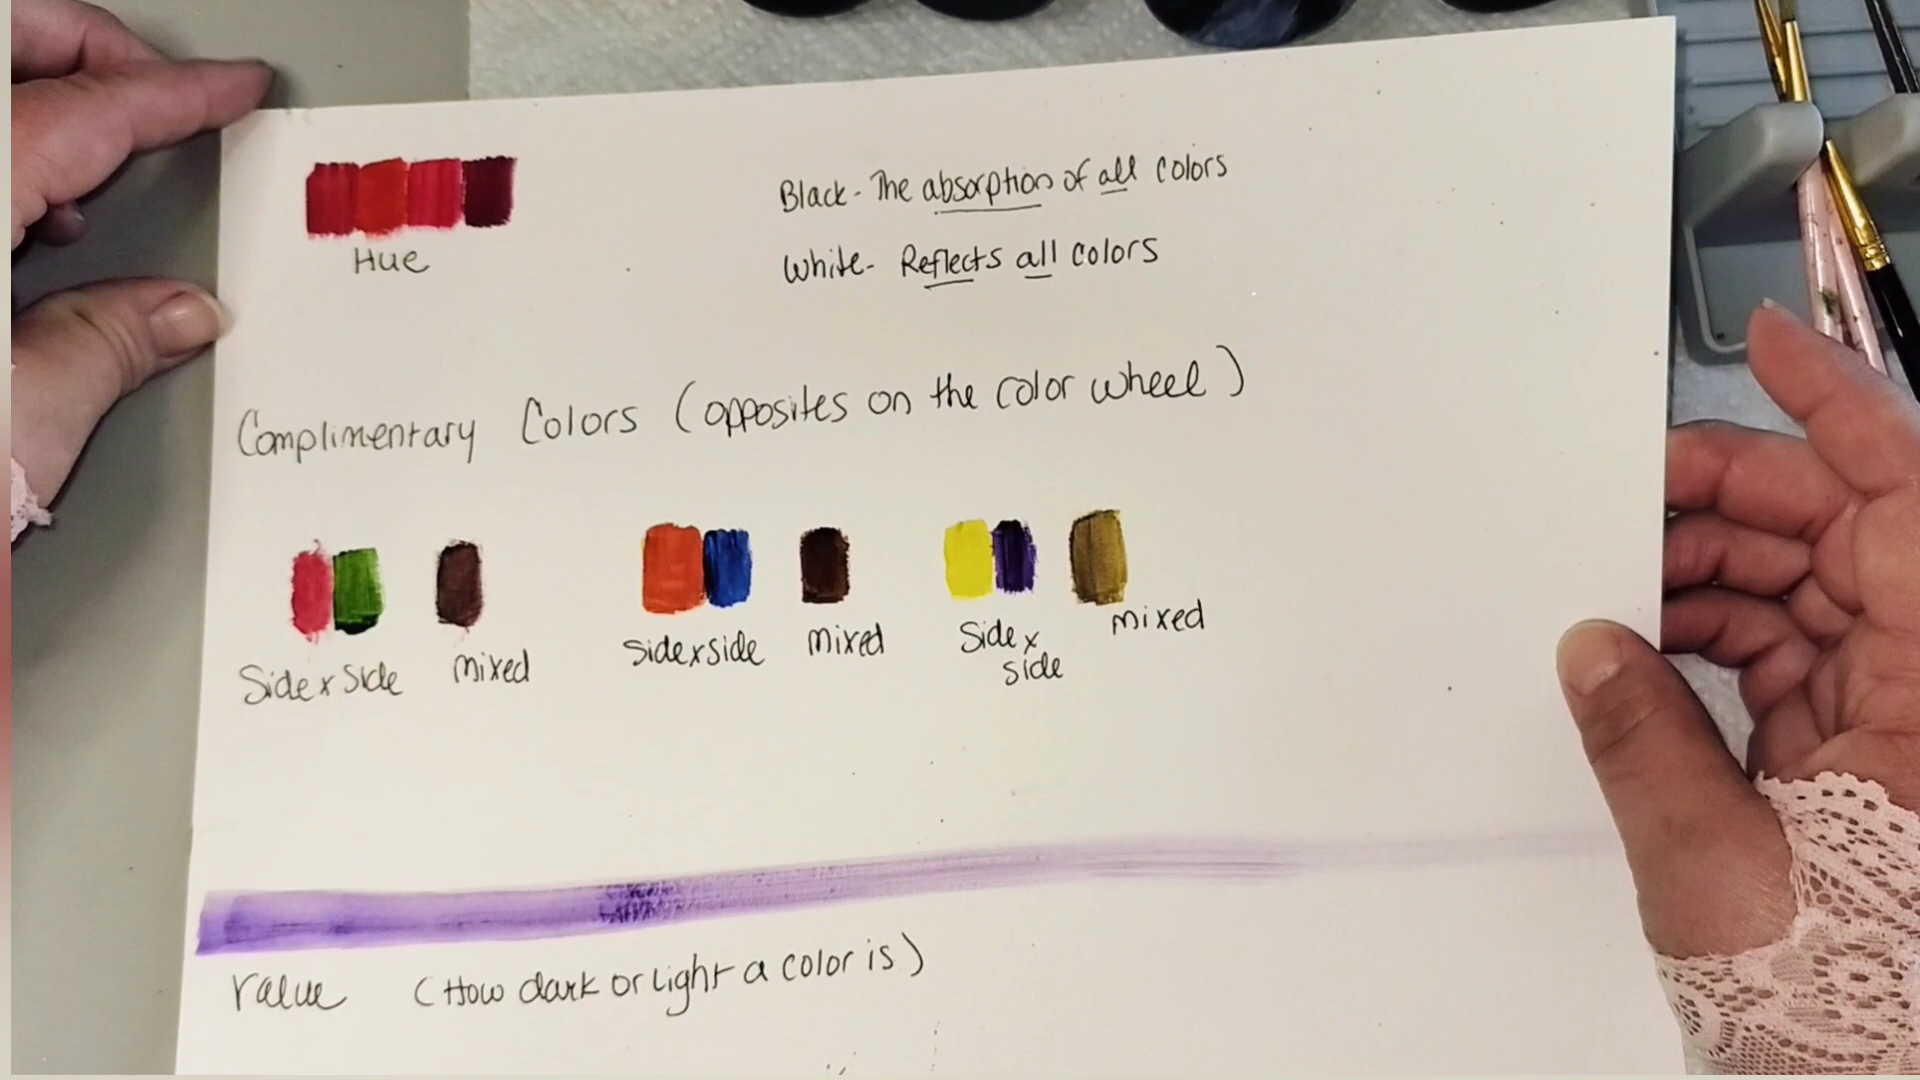 Black - The absorption of all colors
White - Reflects all colors
Hue
Complimentary Colors (opposites on the color wheel)
Side x Side
mixed
Side x side
mixed
Side x
side
mixed
Value (How dark or light a color is)